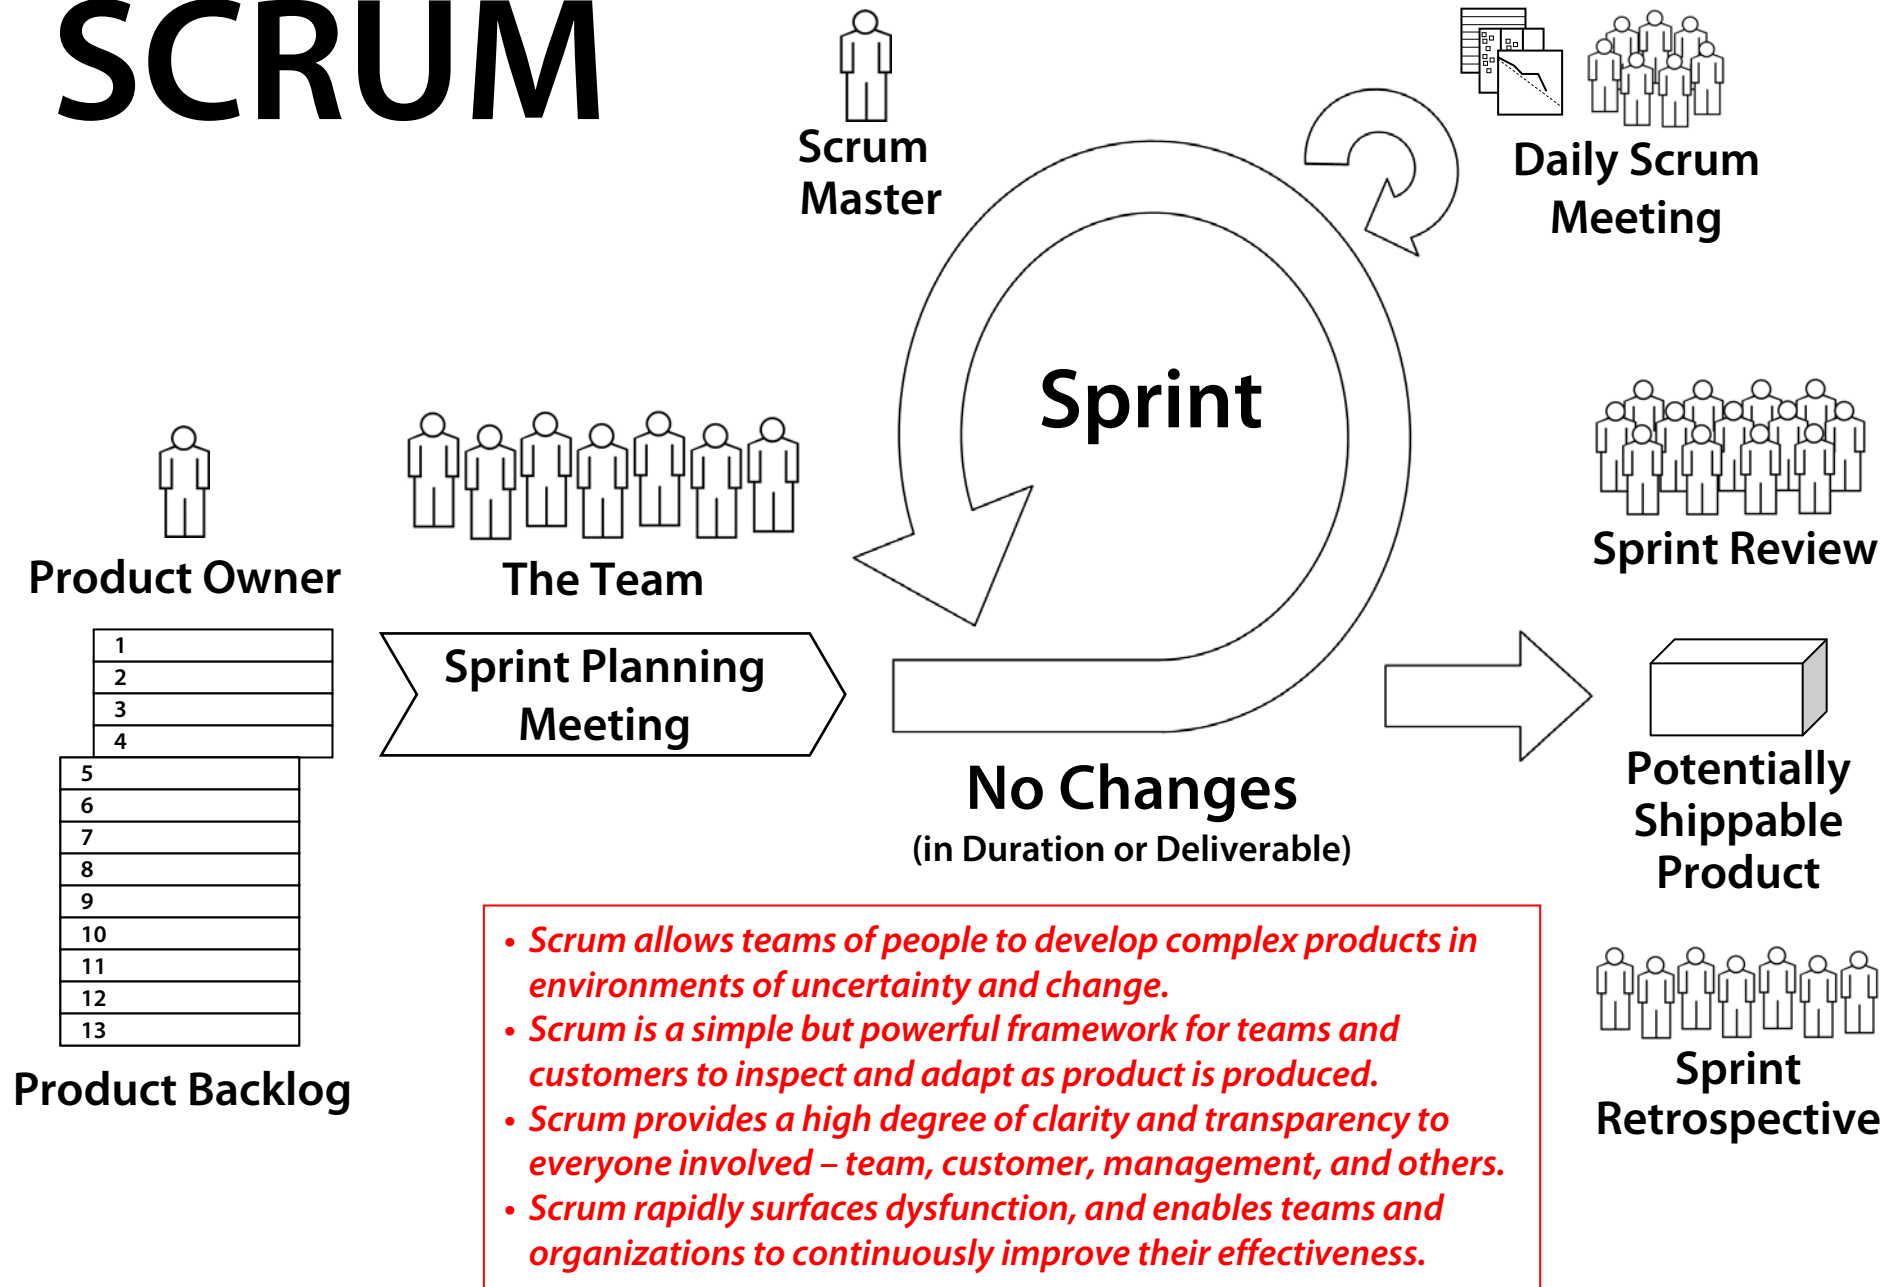 SCRUM
Scrum
Master
Daily Scrum
Meeting
Sprint
Product Owner
The Team
Sprint Review
1
2
3
4
5
6
7
8
9
10
11
12
13
Product Backlog
Sprint Planning
Meeting
No Changes
(in Duration or Deliverable)
Potentially
Shippable
Product
Sprint
Retrospective
• Scrum allows teams of people to develop complex products in
environments of uncertainty and change.
• Scrum is a simple but powerful framework for teams and
customers to inspect and adapt as product is produced.
• Scrum provides a high degree of clarity and transparency to
everyone involved – team, customer, management, and others.
• Scrum rapidly surfaces dysfunction, and enables teams and
organizations to continuously improve their effectiveness.